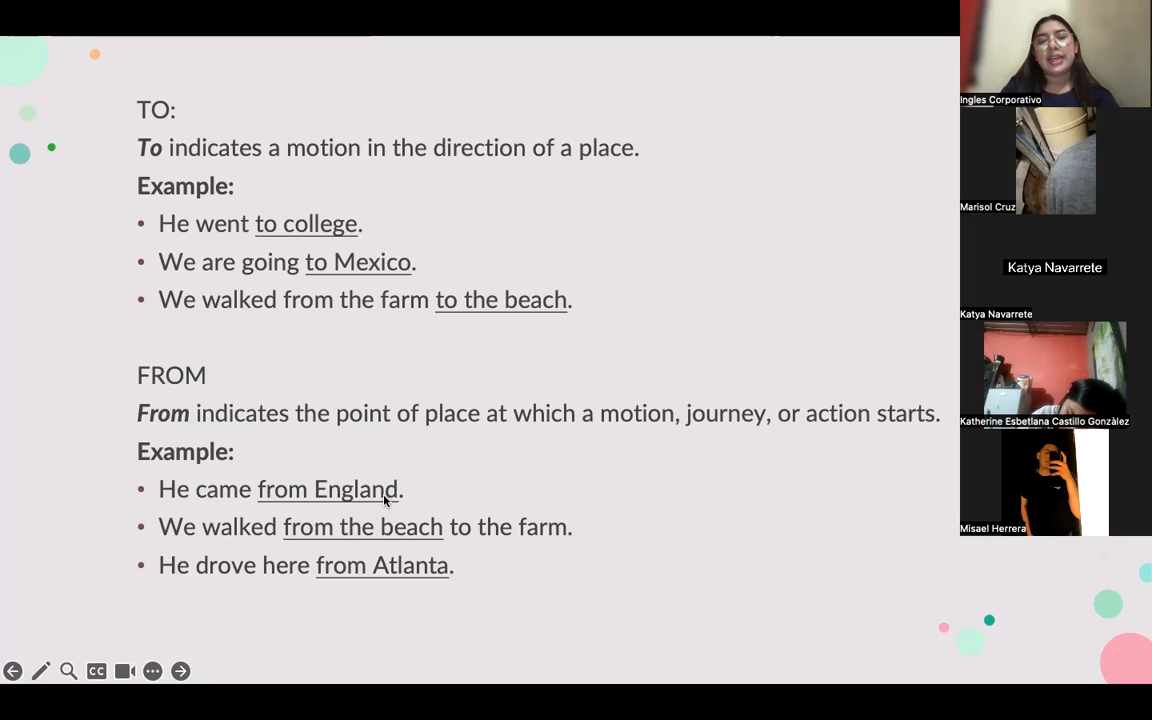 TO:
To indicates a motion in the direction of a place.
Example:
• He went to college.
• We are going to Mexico.
• We walked from the farm to the beach.
FROM
From indicates the point of place at which a motion, journey, or action starts.
Example:
• He came from England.
• We walked from the beach to the farm.
• He drove here from Atlanta.
CC
Ingles Corporativo
Marisol Cruz
Katya Navarrete
Katya Navarrete
Katherine Esbetlana Castillo Gonzàlez
Misael Herrera